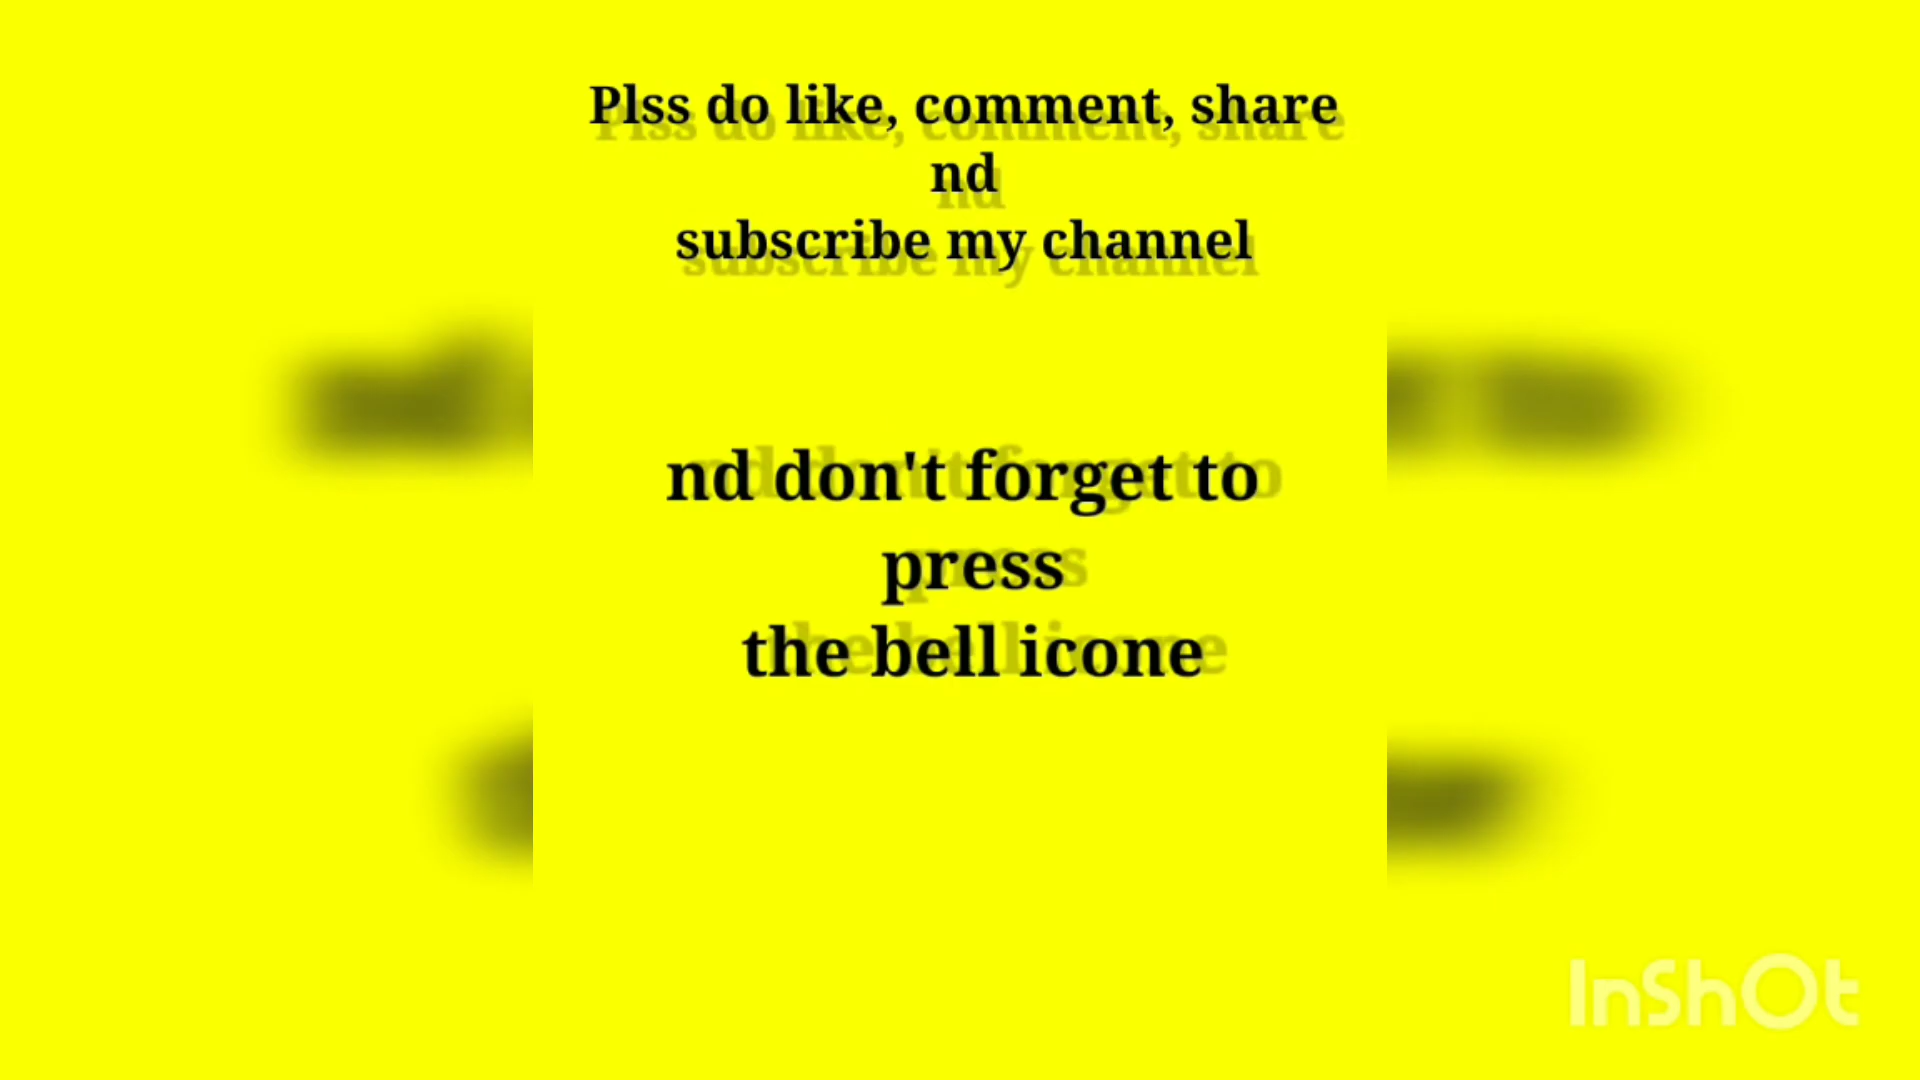 Plss do like, comment, share
nd
subscribe my channel
nd don't forget to
press
the bell icone
InShOt